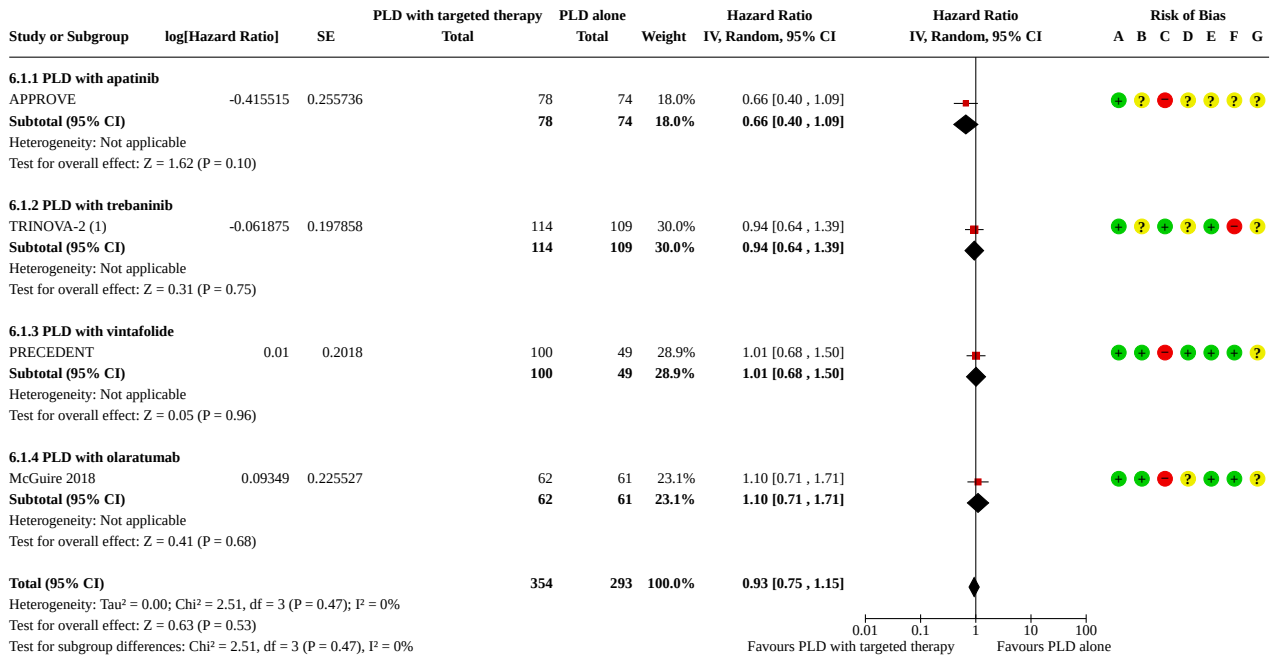 PLD with targeted therapy PLD alone Hazard Ratio Hazard Ratio Risk of Bias
Study or Subgroup log[Hazard Ratio] SE Total Total Weight IV, Random, 95% CI IV, Random, 95% CI A B C D E F G
6.1.1 PLD with apatinib
APPROVE -0.415515 0.255736 78 74 18.0% 0.66 [0.40 , 1.09] + ? − ? ? ? ?
Subtotal (95% CI) 78 74 18.0% 0.66 [0.40 , 1.09]
Heterogeneity: Not applicable
Test for overall effect: Z = 1.62 (P = 0.10)
6.1.2 PLD with trebaninib
TRINOVA-2 (1) -0.061875 0.197858 114 109 30.0% 0.94 [0.64 , 1.39] + ? + ? + − ?
Subtotal (95% CI) 114 109 30.0% 0.94 [0.64 , 1.39]
Heterogeneity: Not applicable
Test for overall effect: Z = 0.31 (P = 0.75)
6.1.3 PLD with vintafolide
PRECEDENT 0.01 0.2018 100 49 28.9% 1.01 [0.68 , 1.50] + + − + + + ?
Subtotal (95% CI) 100 49 28.9% 1.01 [0.68 , 1.50]
Heterogeneity: Not applicable
Test for overall effect: Z = 0.05 (P = 0.96)
6.1.4 PLD with olaratumab
McGuire 2018 0.09349 0.225527 62 61 23.1% 1.10 [0.71 , 1.71] + + − ? + + ?
Subtotal (95% CI) 62 61 23.1% 1.10 [0.71 , 1.71]
Heterogeneity: Not applicable
Test for overall effect: Z = 0.41 (P = 0.68)
Total (95% CI) 354 293 100.0% 0.93 [0.75 , 1.15]
Heterogeneity: Tau² = 0.00; Chi² = 2.51, df = 3 (P = 0.47); I² = 0%
Test for overall effect: Z = 0.63 (P = 0.53)
0.01 0.1 1 10 100
Test for subgroup differences: Chi² = 2.51, df = 3 (P = 0.47), I² = 0%
Favours PLD with targeted therapy Favours PLD alone